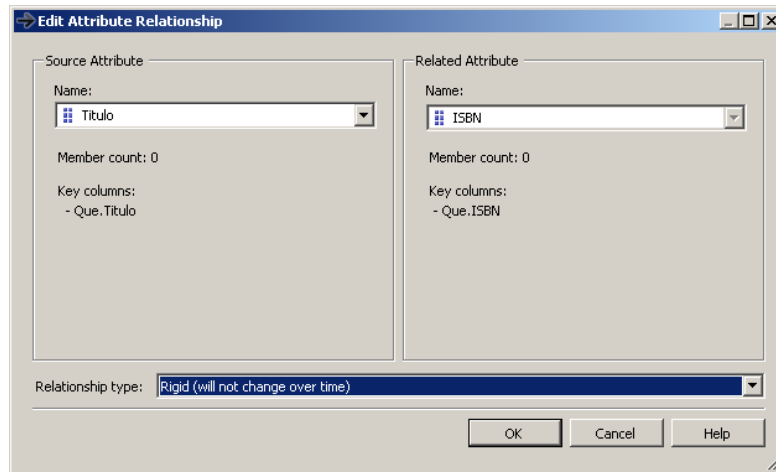 Edit Attribute Relationship
Source Attribute
Name:
Titulo
Member count: 0
Key columns:
- Que.Titulo
Related Attribute
Name:
ISBN
Member count: 0
Key columns:
- Que.ISBN
Relationship type: Rigid (will not change over time)
OK Cancel Help